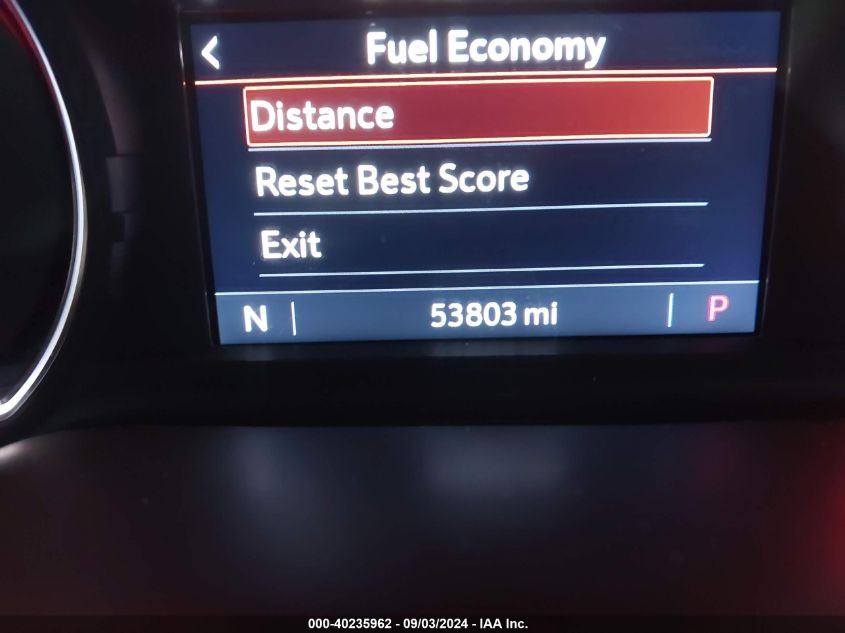 Fuel Economy
Distance
Reset Best Score
Exit
N 53803 mi P
000-40235962 - 09/03/2024 - IAA Inc.